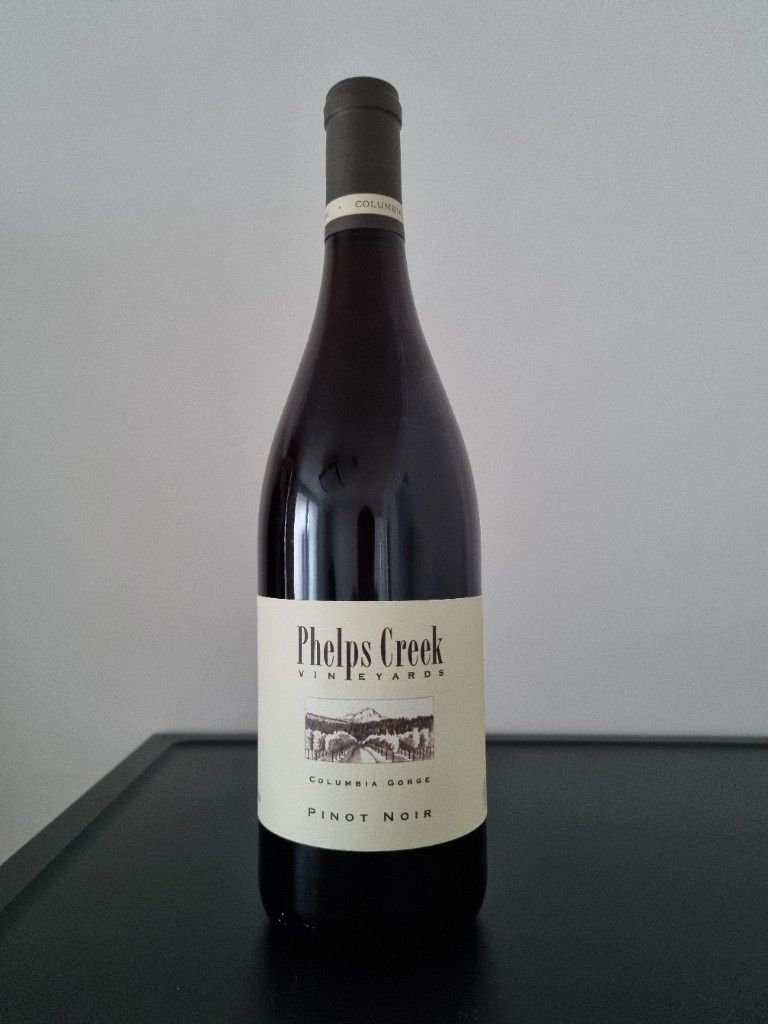 COLUMBIA
Phelps Creek
VINEYARDS
COLUMBIA GORGE
PINOT NOIR